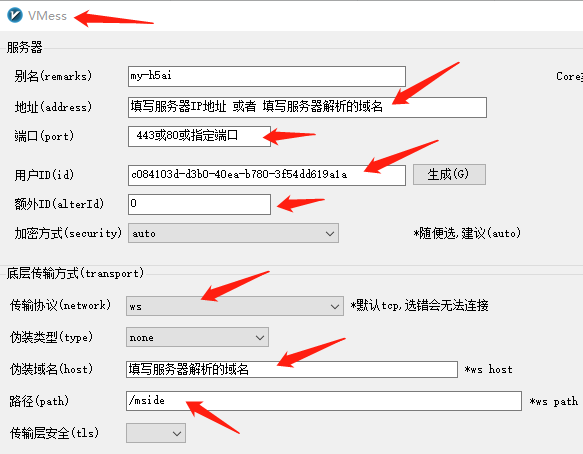 VMess
服务器
别名(remarks) my-h5ai Core
地址(address) 填写服务器IP地址 或者 填写服务器解析的域名
端口(port) 443或80或指定端口
用户ID(id) c084103d-d3b0-40ea-b780-3f54dd619a1a 生成(G)
额外ID(alterId) 0
加密方式(security) auto *随便选,建议(auto)
底层传输方式(transport)
传输协议(network) ws *默认tcp,选错会无法连接
伪装类型(type) none
伪装域名(host) 填写服务器解析的域名 *ws host
路径(path) /mside *ws path
传输层安全(tls)